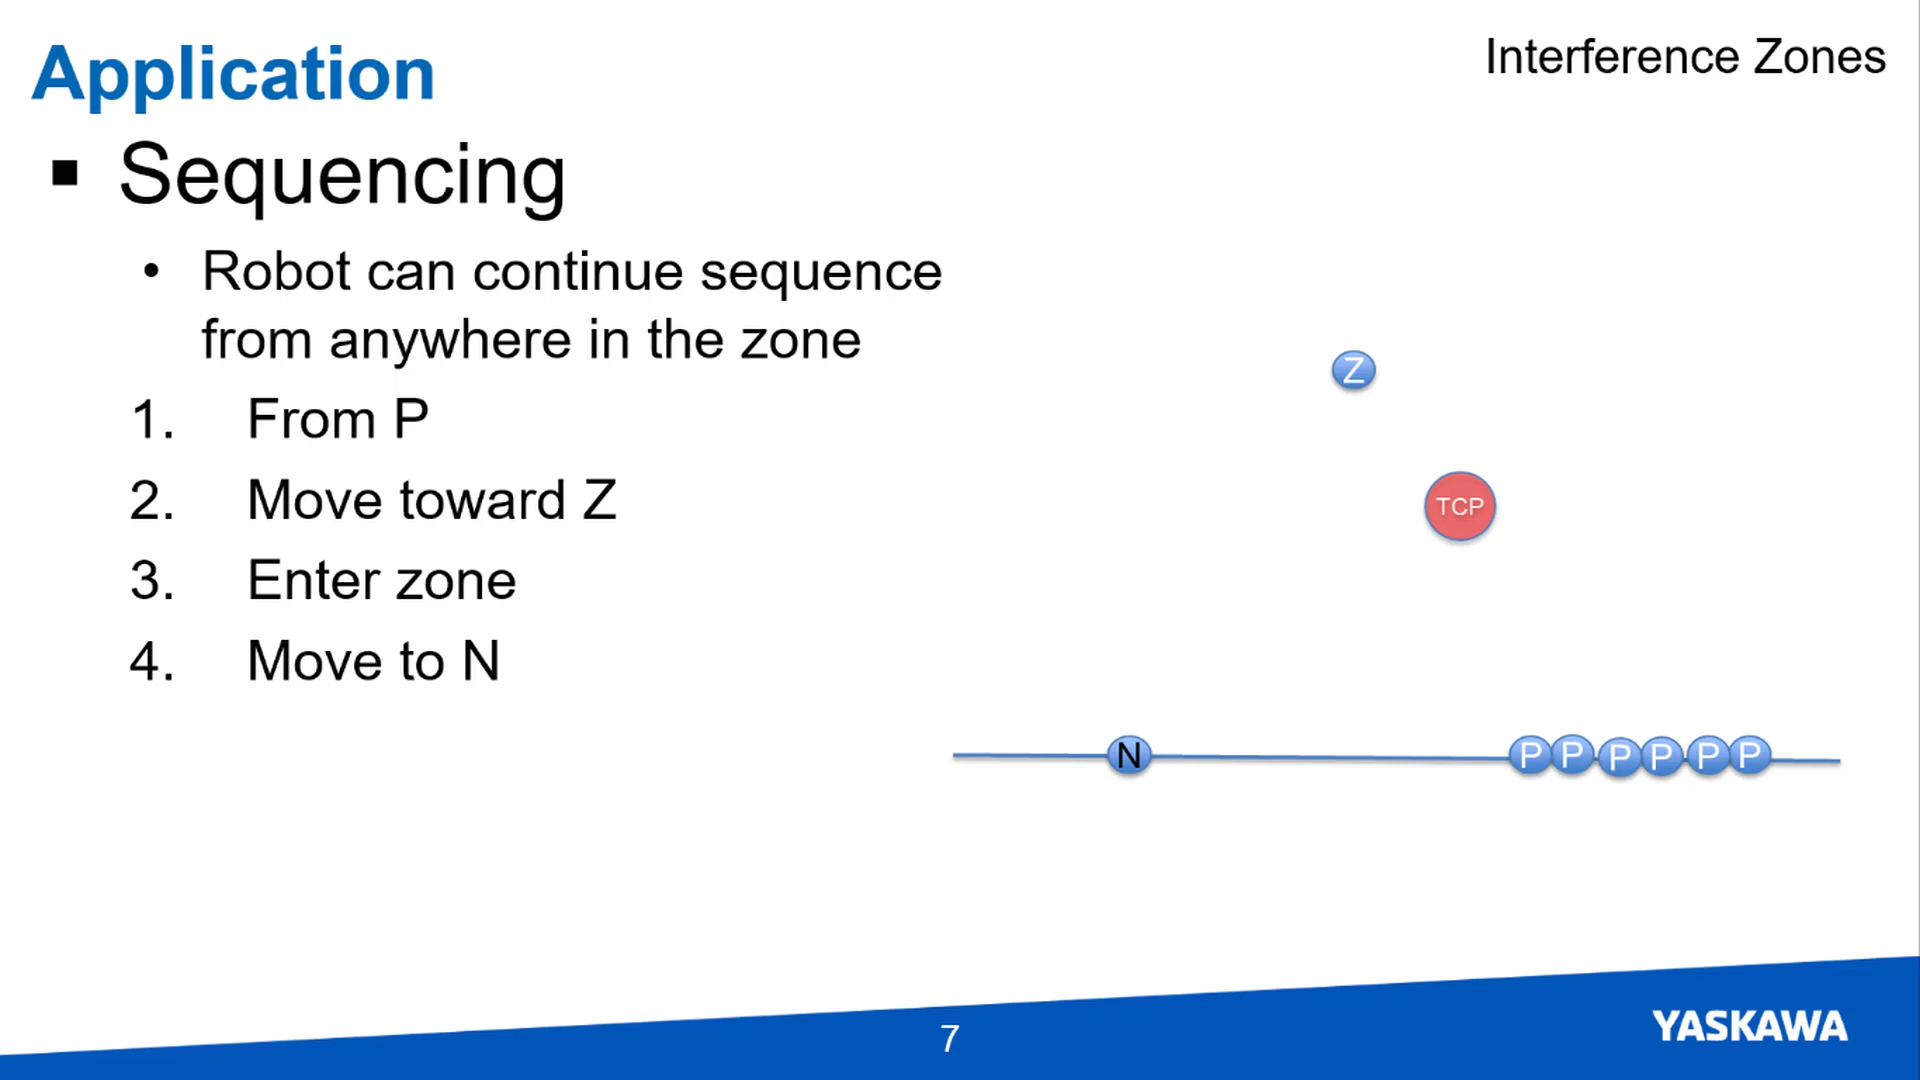 Application
Interference Zones
▪ Sequencing
• Robot can continue sequence
from anywhere in the zone
1. From P
2. Move toward Z
3. Enter zone
4. Move to N
Z
TCP
N
P P P P P P
7
YASKAWA